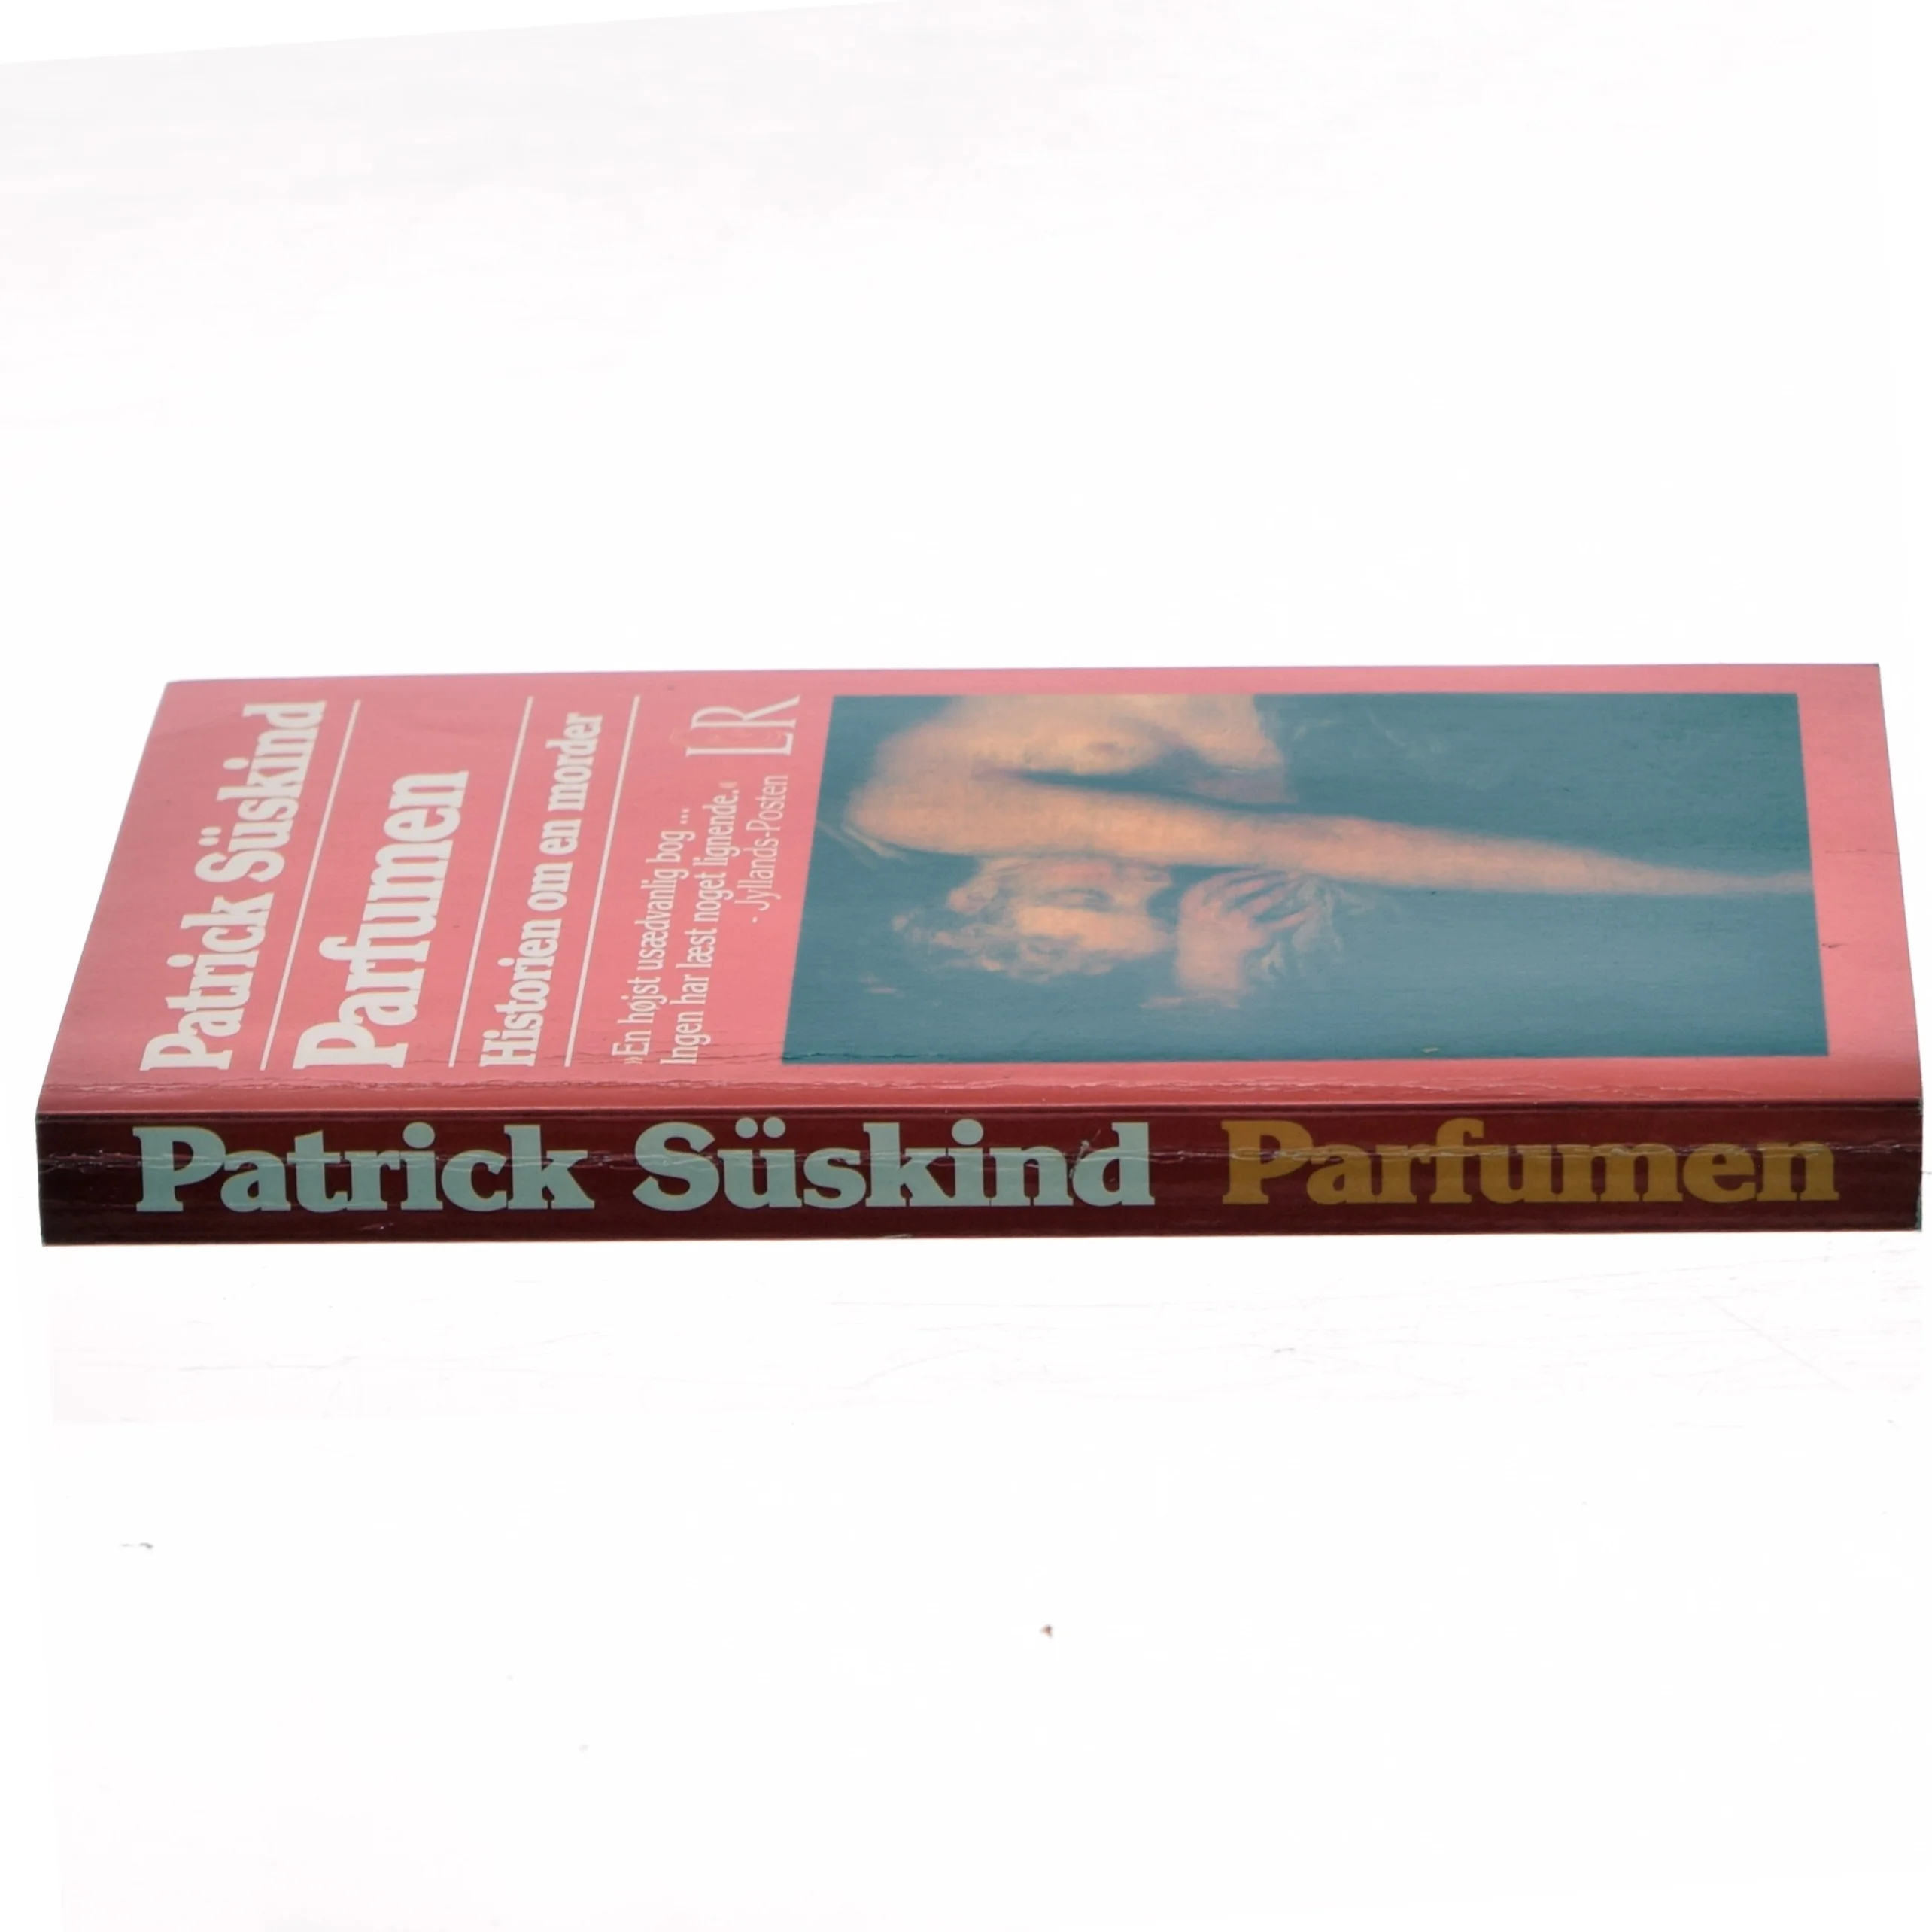 Patrick Süskind
Parfumen
Historien om en morder
»En højst usædvanlig bog ...
Ingen har læst noget lignende.«
- Jyllands-Posten
LR
Patrick Süskind Parfumen